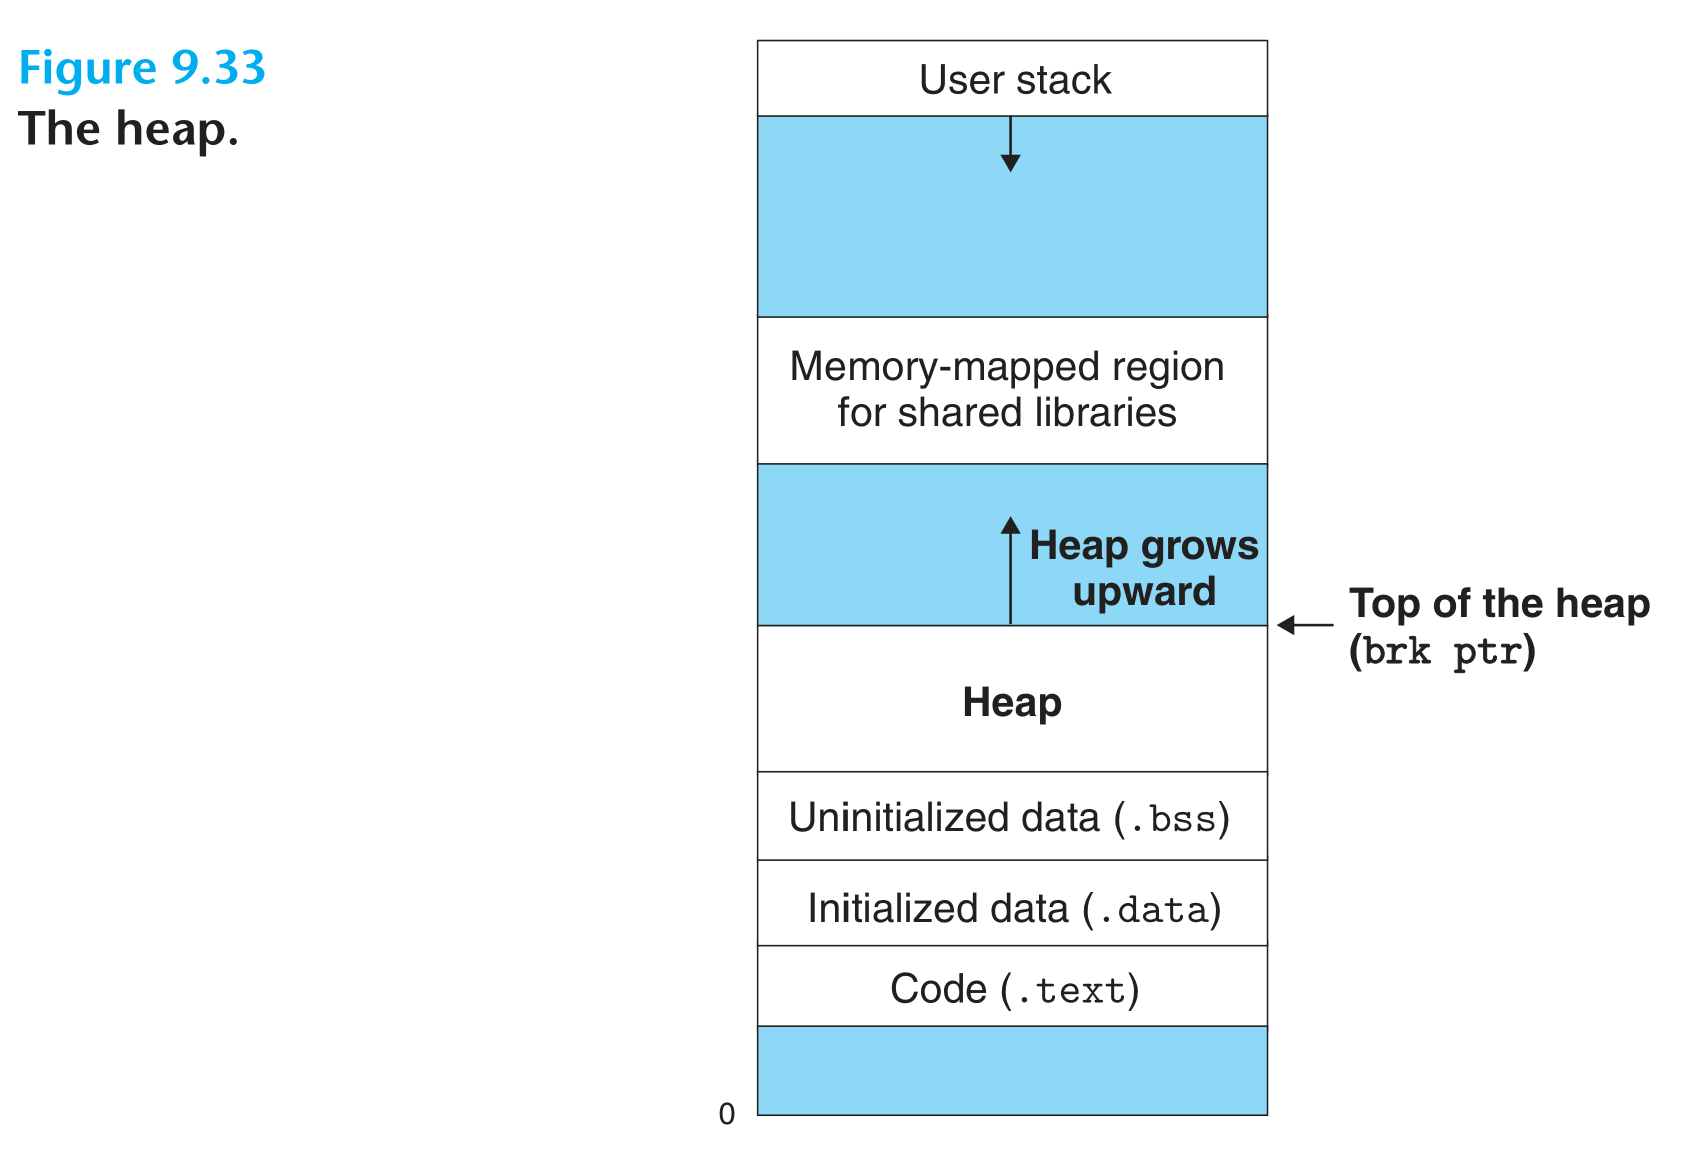 Figure 9.33
The heap.
User stack
Memory-mapped region
for shared libraries
Heap grows
upward
Top of the heap
(brk ptr)
Heap
Uninitialized data (.bss)
Initialized data (.data)
Code (.text)
0